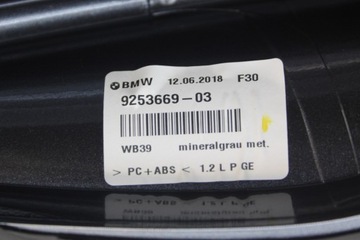 BMW 12.06.2018 F30
9253669-03
WB39 mineralgrau met.
> PC+ABS < 1.2 L P GE